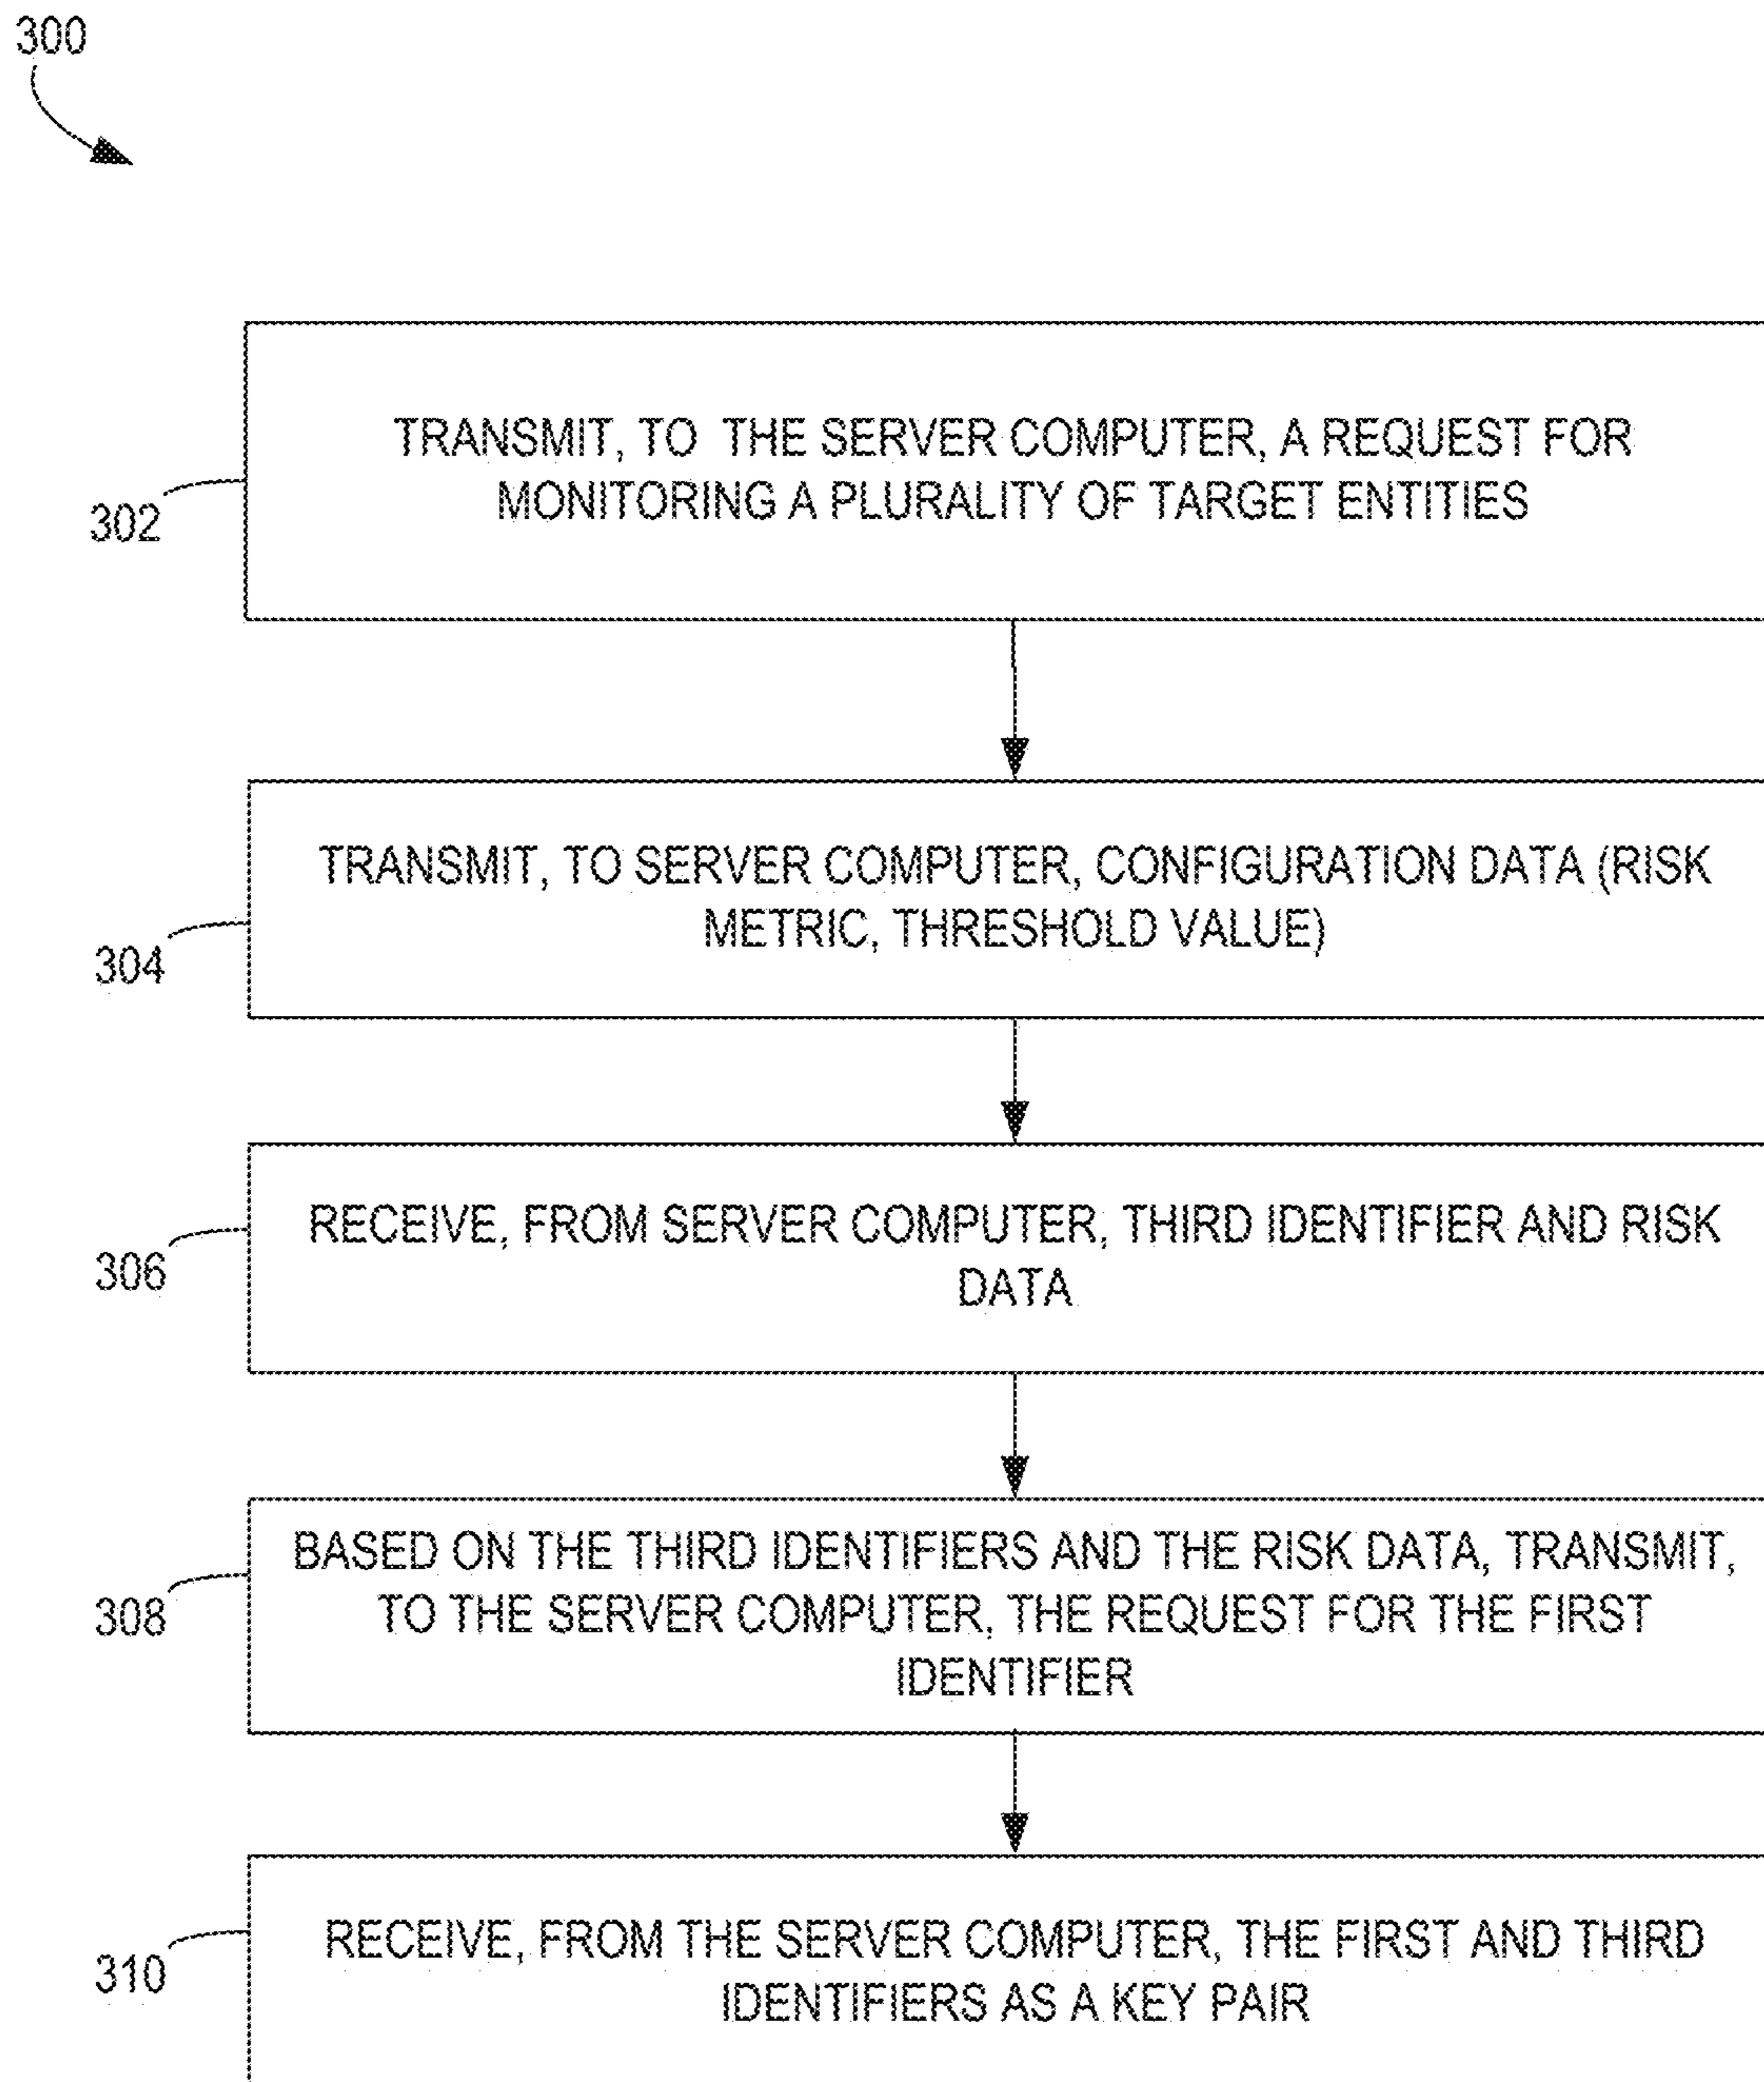 300
TRANSMIT, TO THE SERVER COMPUTER, A REQUEST FOR
MONITORING A PLURALITY OF TARGET ENTITIES
302
TRANSMIT, TO SERVER COMPUTER, CONFIGURATION DATA (RISK
METRIC, THRESHOLD VALUE)
304
RECEIVE, FROM SERVER COMPUTER, THIRD IDENTIFIER AND RISK
DATA
306
BASED ON THE THIRD IDENTIFIERS AND THE RISK DATA, TRANSMIT,
TO THE SERVER COMPUTER, THE REQUEST FOR THE FIRST
IDENTIFIER
308
RECEIVE, FROM THE SERVER COMPUTER, THE FIRST AND THIRD
IDENTIFIERS AS A KEY PAIR
310